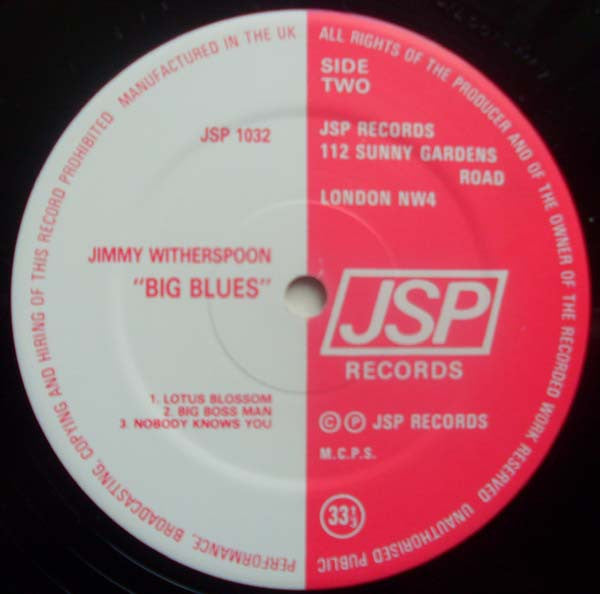 ALL RIGHTS OF THE PRODUCER AND OF THE OWNER OF THE RECORDED WORK RESERVED UNAUTHORISED PUBLIC PERFORMANCE, BROADCASTING, COPYING AND HIRING OF THIS RECORD PROHIBITED MANUFACTURED IN THE UK
SIDE
TWO
JSP 1032
JSP RECORDS
112 SUNNY GARDENS
ROAD
LONDON NW4
JIMMY WITHERSPOON
"BIG BLUES"
JSP
RECORDS
1. LOTUS BLOSSOM
2. BIG BOSS MAN
3. NOBODY KNOWS YOU
© ℗ JSP RECORDS
M.C.P.S.
33⅓